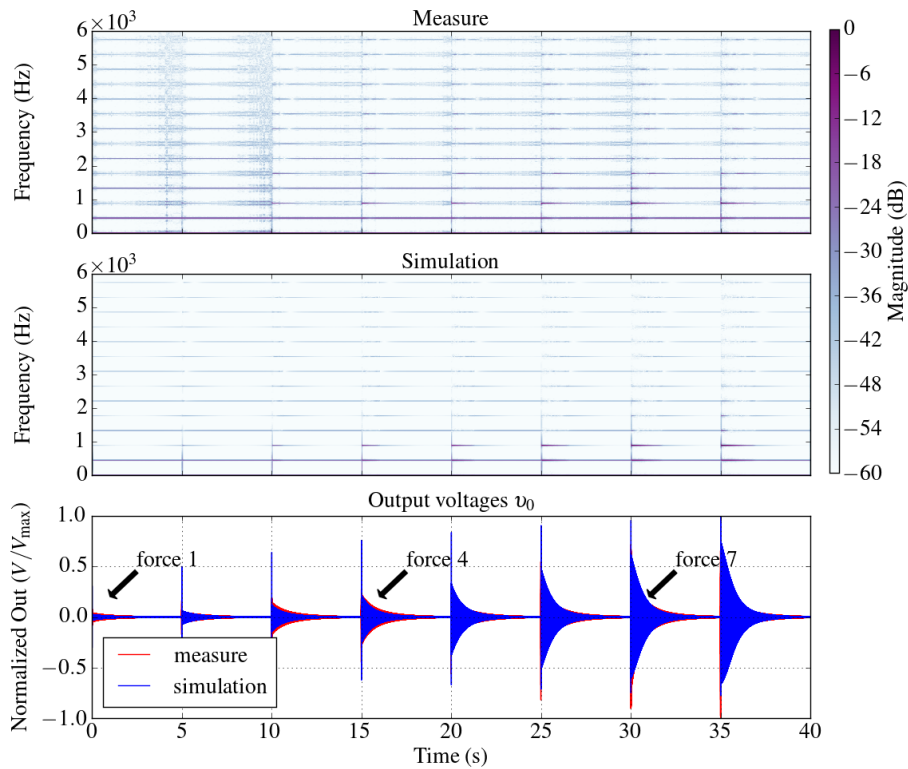 Measure
6×10³
5
4
3
2
1
0
Frequency (Hz)
0
−6
−12
−18
−24
−30
−36
−42
−48
−54
−60
Magnitude (dB)
Simulation
6×10³
5
4
3
2
1
0
Frequency (Hz)
Output voltages υ₀
1.0
0.5
0.0
−0.5
−1.0
Normalized Out (V/Vmax)
force 1
force 4
force 7
measure
simulation
0 5 10 15 20 25 30 35 40
Time (s)